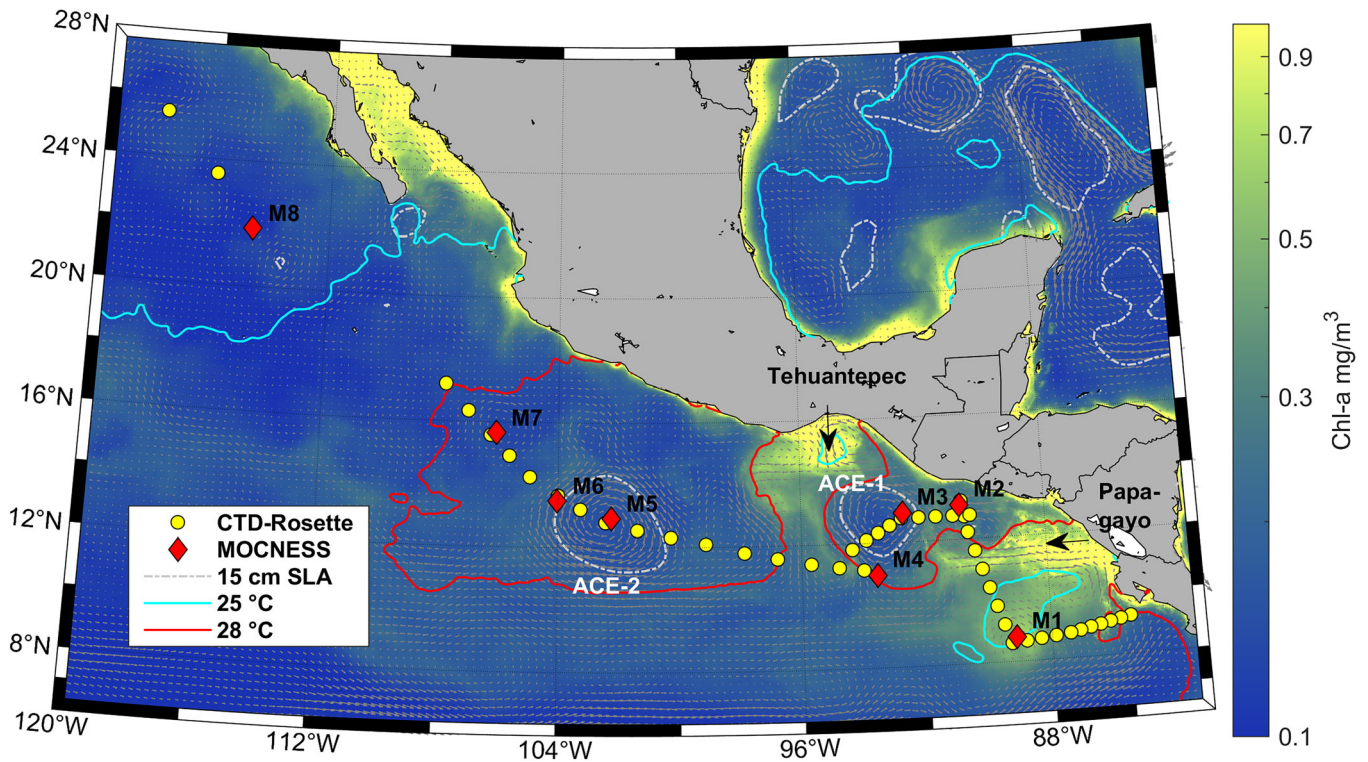 28°N
24°N
20°N
16°N
12°N
8°N
120°W
112°W
104°W
96°W
88°W
M8
M7
M6
M5
ACE-2
Tehuantepec
ACE-1
M3
M2
M4
M1
Papa-
gayo
CTD-Rosette
MOCNESS
15 cm SLA
25 °C
28 °C
0.9
0.7
0.5
0.3
0.1
Chl-a mg/m³